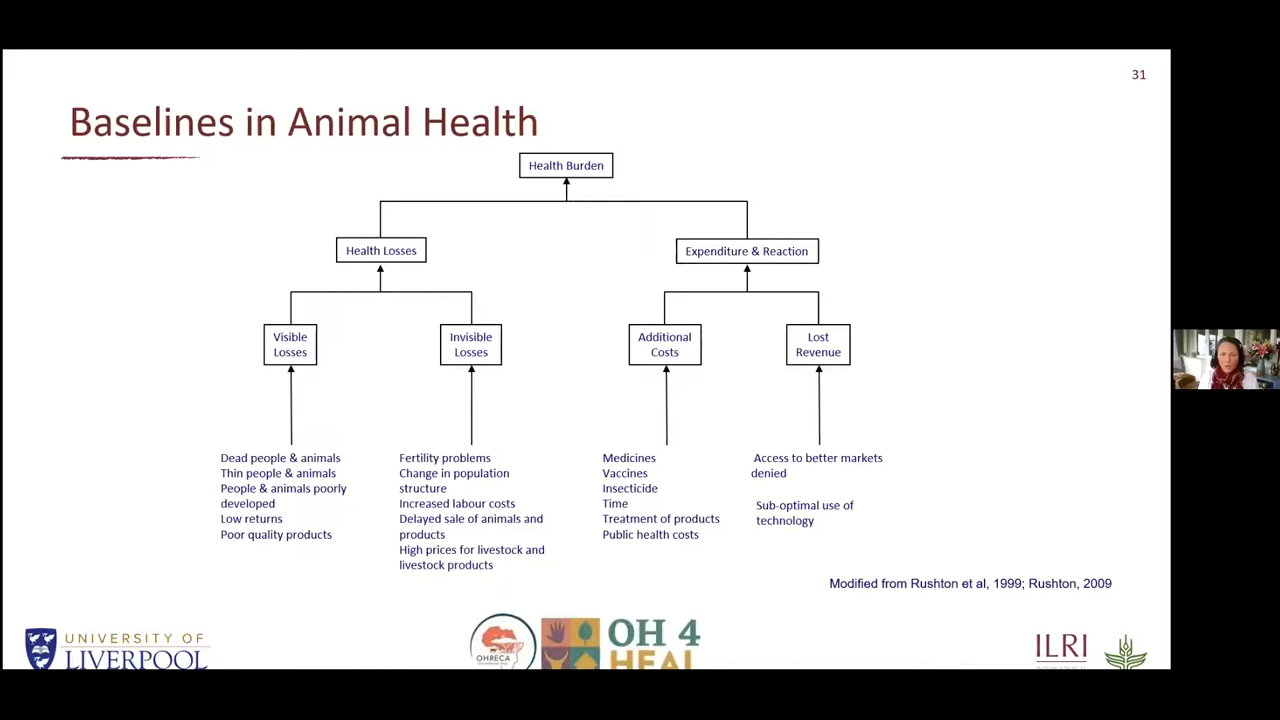 31
Baselines in Animal Health
Health Burden
Health Losses
Expenditure & Reaction
Visible
Losses
Invisible
Losses
Additional
Costs
Lost
Revenue
Dead people & animals
Thin people & animals
People & animals poorly
developed
Low returns
Poor quality products
Fertility problems
Change in population
structure
Increased labour costs
Delayed sale of animals and
products
High prices for livestock and
livestock products
Medicines
Vaccines
Insecticide
Time
Treatment of products
Public health costs
Access to better markets
denied
Sub-optimal use of
technology
Modified from Rushton et al, 1999; Rushton, 2009
UNIVERSITY OF
LIVERPOOL
OHRECA
OH 4
HEAL
ILRI